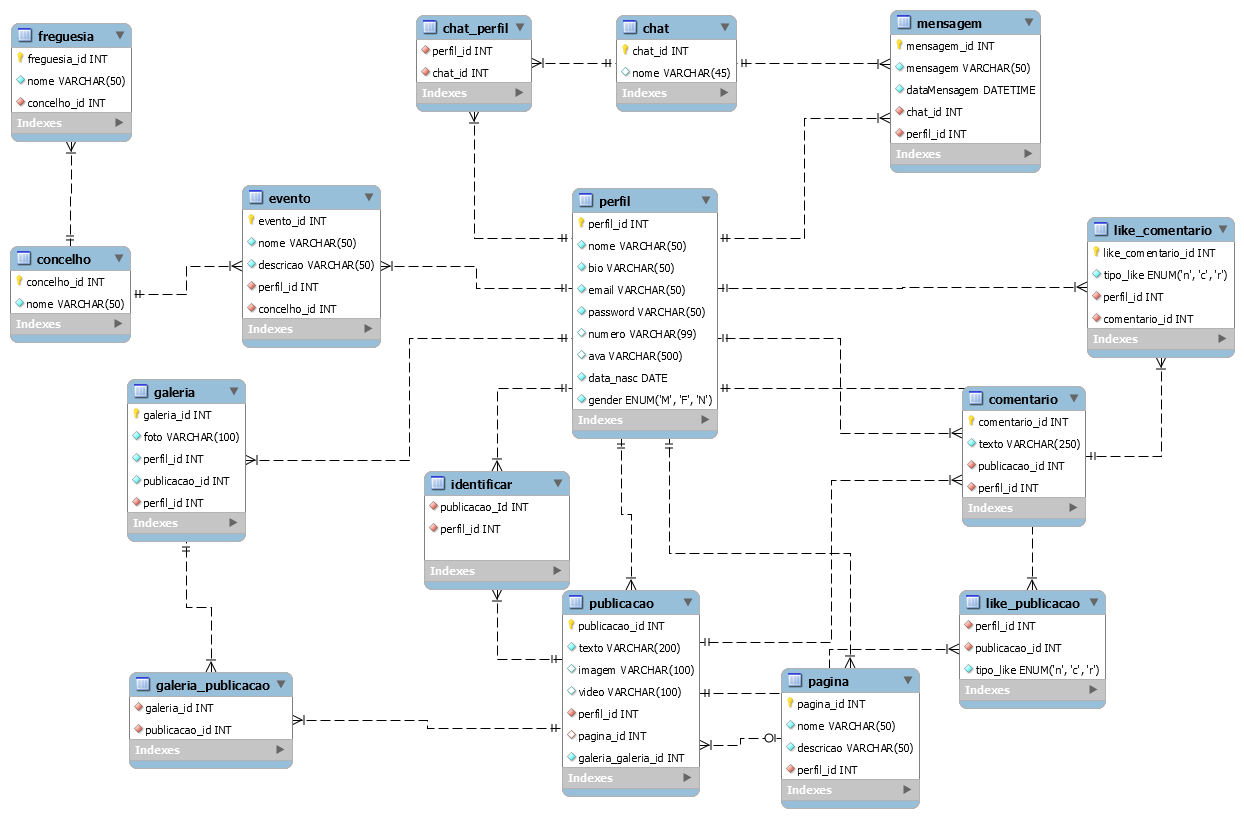 freguesia
freguesia_id INT
nome VARCHAR(50)
concelho_id INT
Indexes
chat_perfil
perfil_id INT
chat_id INT
Indexes
chat
chat_id INT
nome VARCHAR(45)
Indexes
mensagem
mensagem_id INT
mensagem VARCHAR(50)
dataMensagem DATETIME
chat_id INT
perfil_id INT
Indexes
evento
evento_id INT
nome VARCHAR(50)
descricao VARCHAR(50)
perfil_id INT
concelho_id INT
Indexes
perfil
perfil_id INT
nome VARCHAR(50)
bio VARCHAR(50)
email VARCHAR(50)
password VARCHAR(50)
numero VARCHAR(99)
ava VARCHAR(500)
data_nasc DATE
gender ENUM('M', 'F', 'N')
Indexes
like_comentario
like_comentario_id INT
tipo_like ENUM('n', 'c', 'r')
perfil_id INT
comentario_id INT
Indexes
concelho
concelho_id INT
nome VARCHAR(50)
Indexes
galeria
galeria_id INT
foto VARCHAR(100)
perfil_id INT
publicacao_id INT
perfil_id INT
Indexes
comentario
comentario_id INT
texto VARCHAR(250)
publicacao_id INT
perfil_id INT
Indexes
identificar
publicacao_Id INT
perfil_id INT
Indexes
publicacao
publicacao_id INT
texto VARCHAR(200)
imagem VARCHAR(100)
video VARCHAR(100)
perfil_id INT
pagina_id INT
galeria_galeria_id INT
Indexes
like_publicacao
perfil_id INT
publicacao_id INT
tipo_like ENUM('n', 'c', 'r')
Indexes
galeria_publicacao
galeria_id INT
publicacao_id INT
Indexes
pagina
pagina_id INT
nome VARCHAR(50)
descricao VARCHAR(50)
perfil_id INT
Indexes